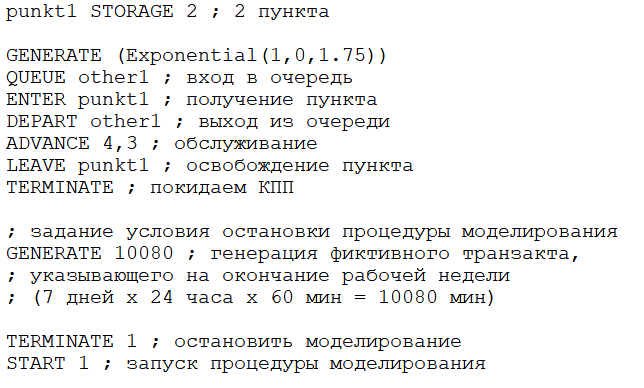 punkt1 STORAGE 2 ; 2 пункта
GENERATE (Exponential(1,0,1.75))
QUEUE other1 ; вход в очередь
ENTER punkt1 ; получение пункта
DEPART other1 ; выход из очереди
ADVANCE 4,3 ; обслуживание
LEAVE punkt1 ; освобождение пункта
TERMINATE ; покидаем КПП
; задание условия остановки процедуры моделирования
GENERATE 10080 ; генерация фиктивного транзакта,
; указывающего на окончание рабочей недели
; (7 дней х 24 часа х 60 мин = 10080 мин)
TERMINATE 1 ; остановить моделирование
START 1 ; запуск процедуры моделирования